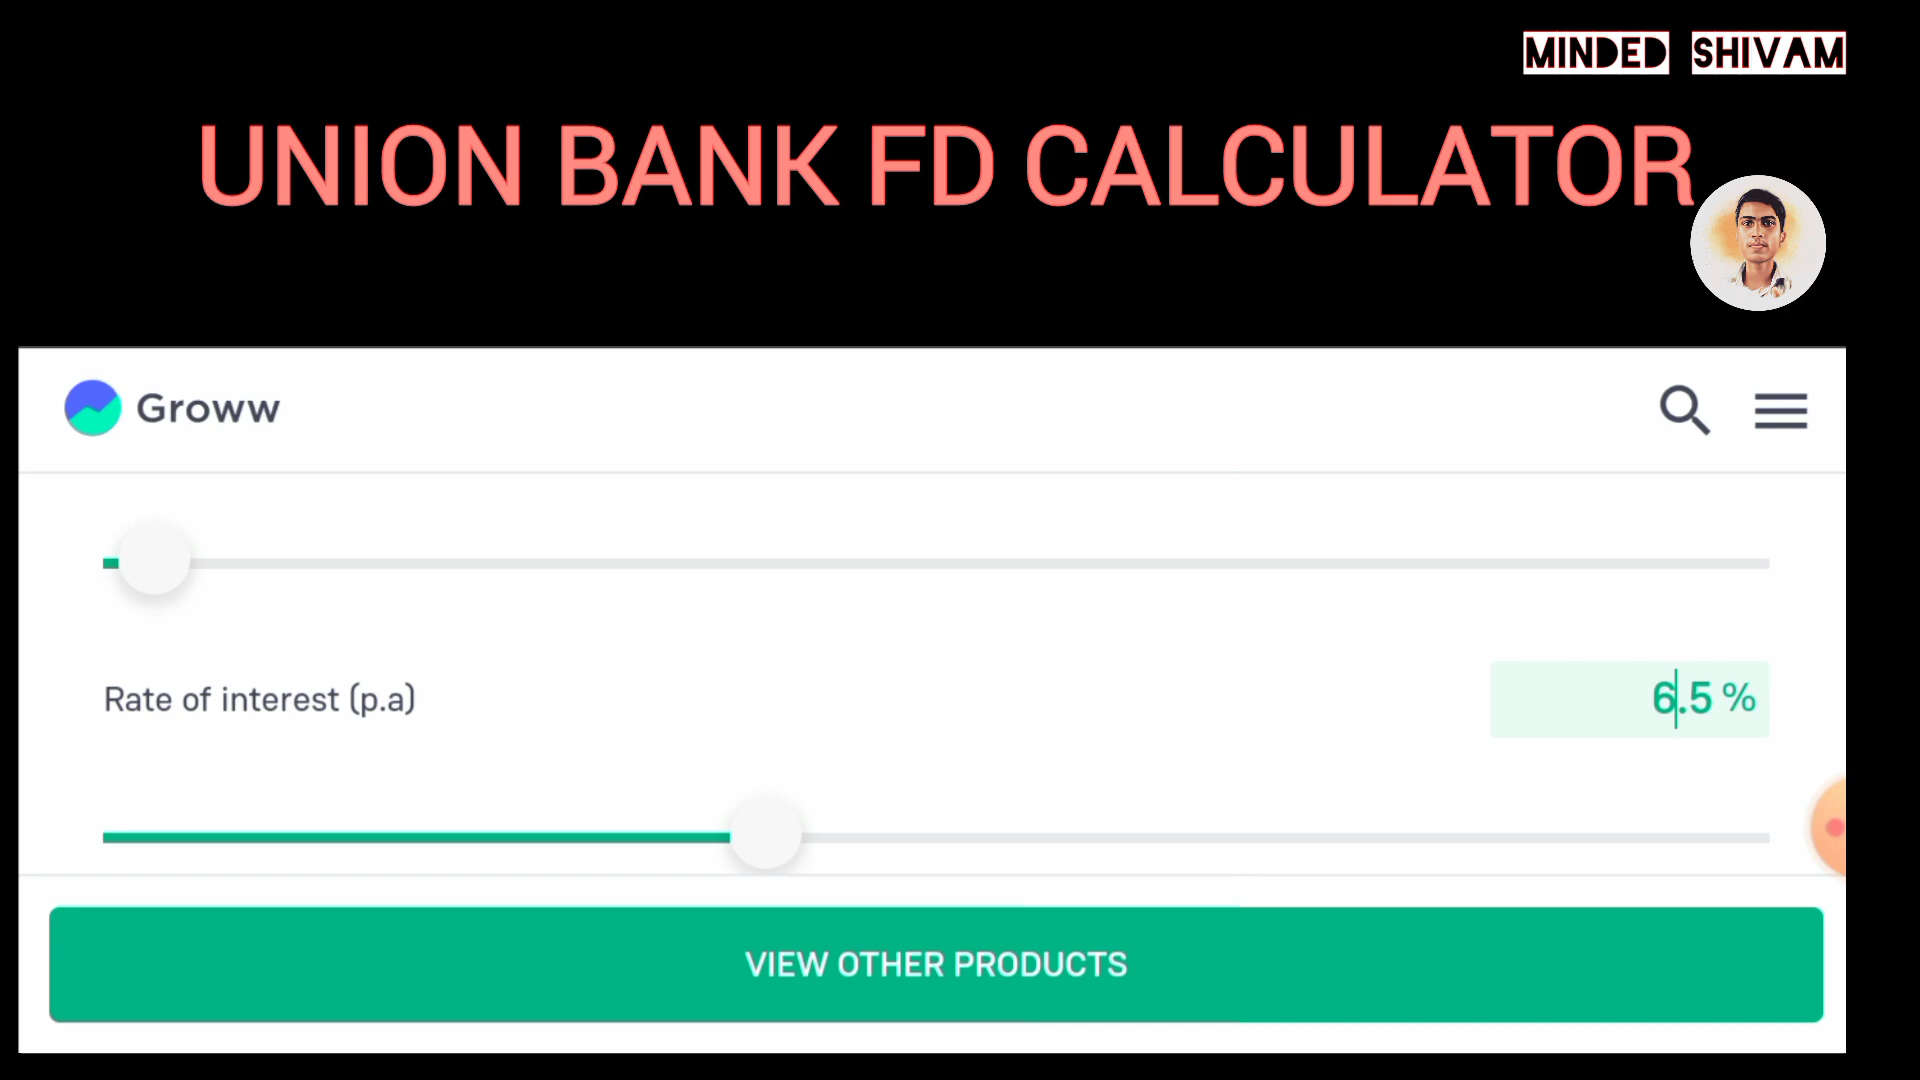 MINDED SHIVAM
UNION BANK FD CALCULATOR
Groww
Rate of interest (p.a)
6.5 %
VIEW OTHER PRODUCTS